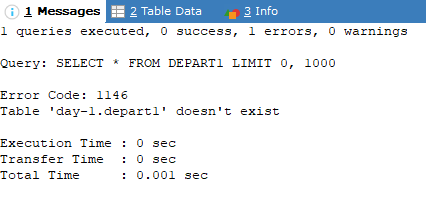 1 Messages 2 Table Data 3 Info
1 queries executed, 0 success, 1 errors, 0 warnings
Query: SELECT * FROM DEPART1 LIMIT 0, 1000
Error Code: 1146
Table 'day-1.depart1' doesn't exist
Execution Time : 0 sec
Transfer Time  : 0 sec
Total Time     : 0.001 sec